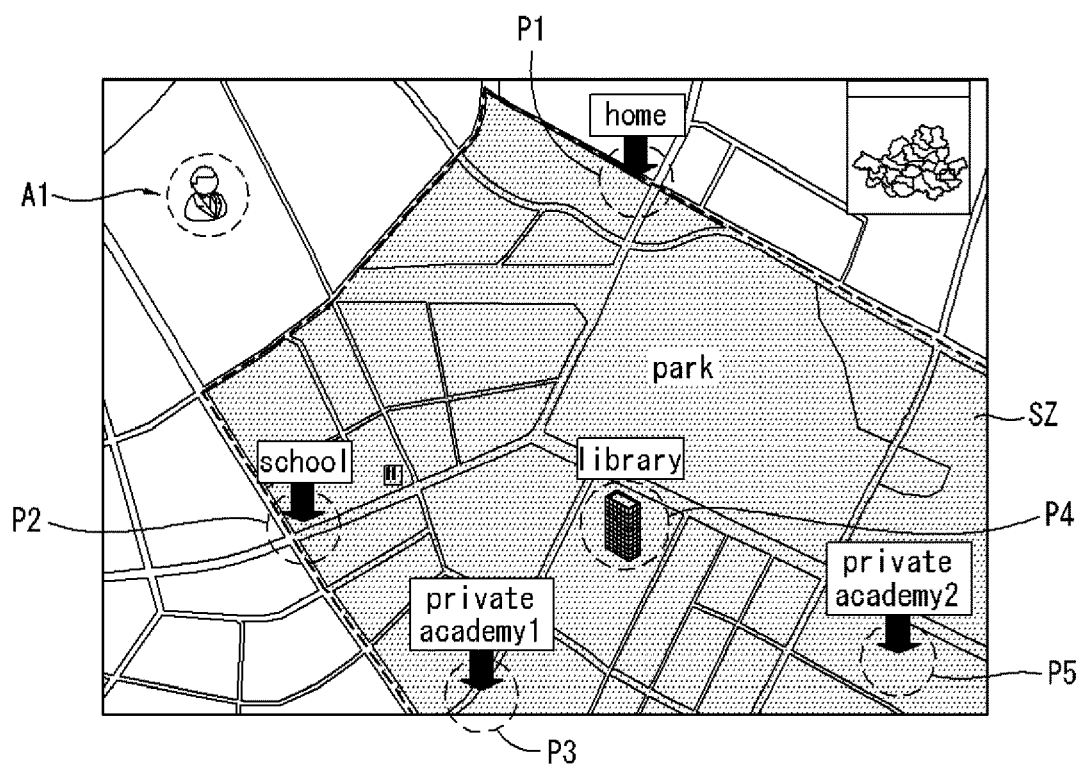 P1
home
A1
park
SZ
school
library
P2
P4
private
academy1
private
academy2
P5
P3